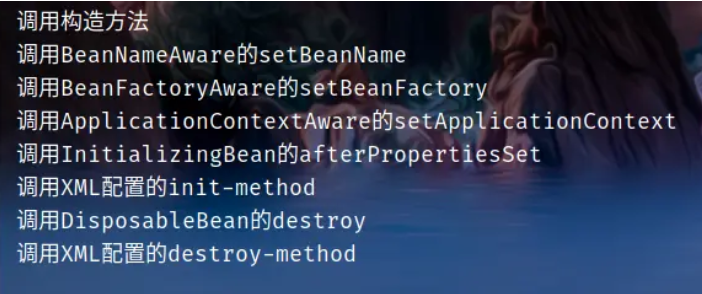 调用构造方法
调用BeanNameAware的setBeanName
调用BeanFactoryAware的setBeanFactory
调用ApplicationContextAware的setApplicationContext
调用InitializingBean的afterPropertiesSet
调用XML配置的init-method
调用DisposableBean的destroy
调用XML配置的destroy-method